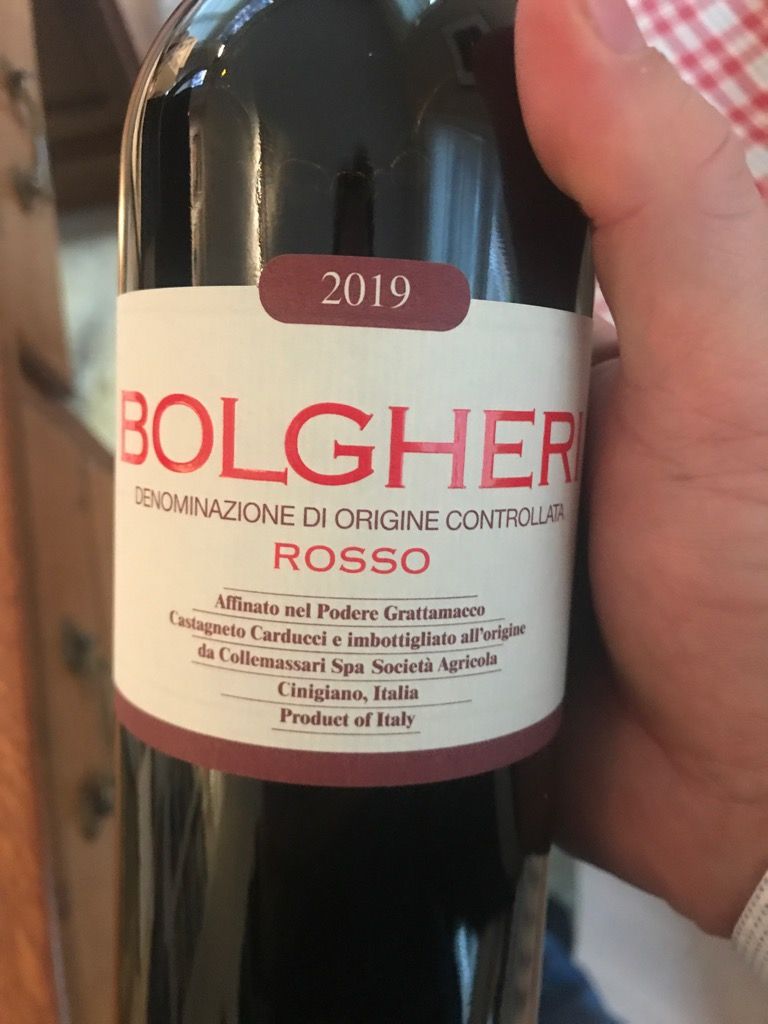 2019
BOLGHERI
DENOMINAZIONE DI ORIGINE CONTROLLATA
ROSSO
Affinato nel Podere Grattamacco
Castagneto Carducci e imbottigliato all'origine
da Collemassari Spa Società Agricola
Cinigiano, Italia
Product of Italy